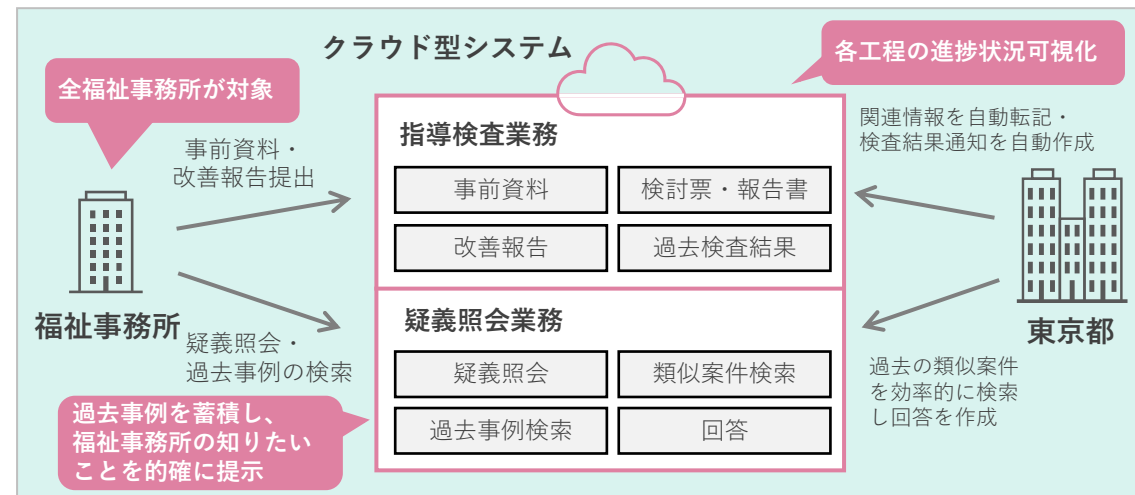 クラウド型システム
各工程の進捗状況可視化
全福祉事務所が対象
事前資料・
改善報告提出
指導検査業務
事前資料
検討票・報告書
改善報告
過去検査結果
関連情報を自動転記・
検査結果通知を自動作成
福祉事務所
東京都
疑義照会・
過去事例の検索
疑義照会業務
疑義照会
類似案件検索
過去事例検索
回答
過去の類似案件
を効率的に検索
し回答を作成
過去事例を蓄積し、
福祉事務所の知りたい
ことを的確に提示